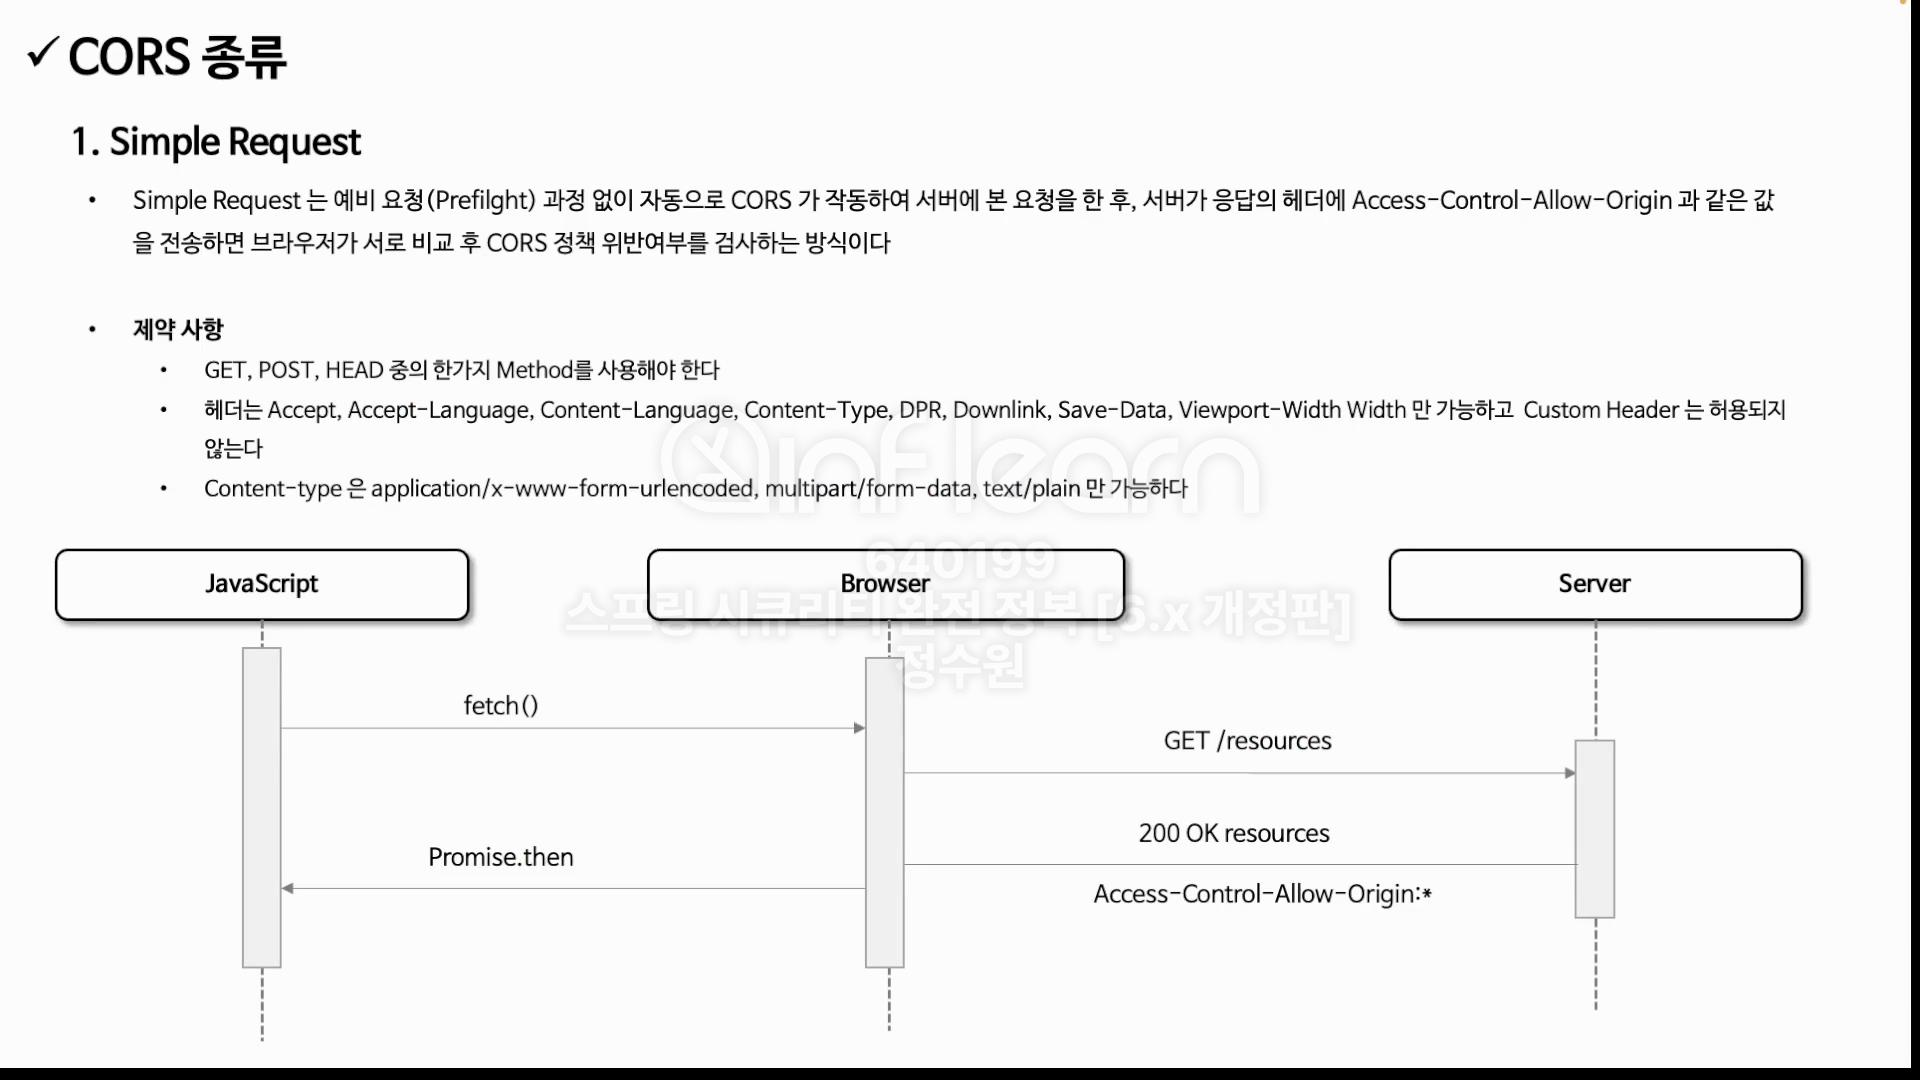 ✓ CORS 종류
1. Simple Request
• Simple Request 는 예비 요청(Prefilght) 과정 없이 자동으로 CORS 가 작동하여 서버에 본 요청을 한 후, 서버가 응답의 헤더에 Access-Control-Allow-Origin 과 같은 값
을 전송하면 브라우저가 서로 비교 후 CORS 정책 위반여부를 검사하는 방식이다
• 제약 사항
• GET, POST, HEAD 중의 한가지 Method를 사용해야 한다
• 헤더는 Accept, Accept-Language, Content-Language, Content-Type, DPR, Downlink, Save-Data, Viewport-Width Width 만 가능하고 Custom Header 는 허용되지
않는다
• Content-type 은 application/x-www-form-urlencoded, multipart/form-data, text/plain 만 가능하다
inflearn
640199
스프링 시큐리티 완전 정복 [6.x 개정판]
정수원
JavaScript
Browser
Server
fetch()
GET /resources
200 OK resources
Promise.then
Access-Control-Allow-Origin:*